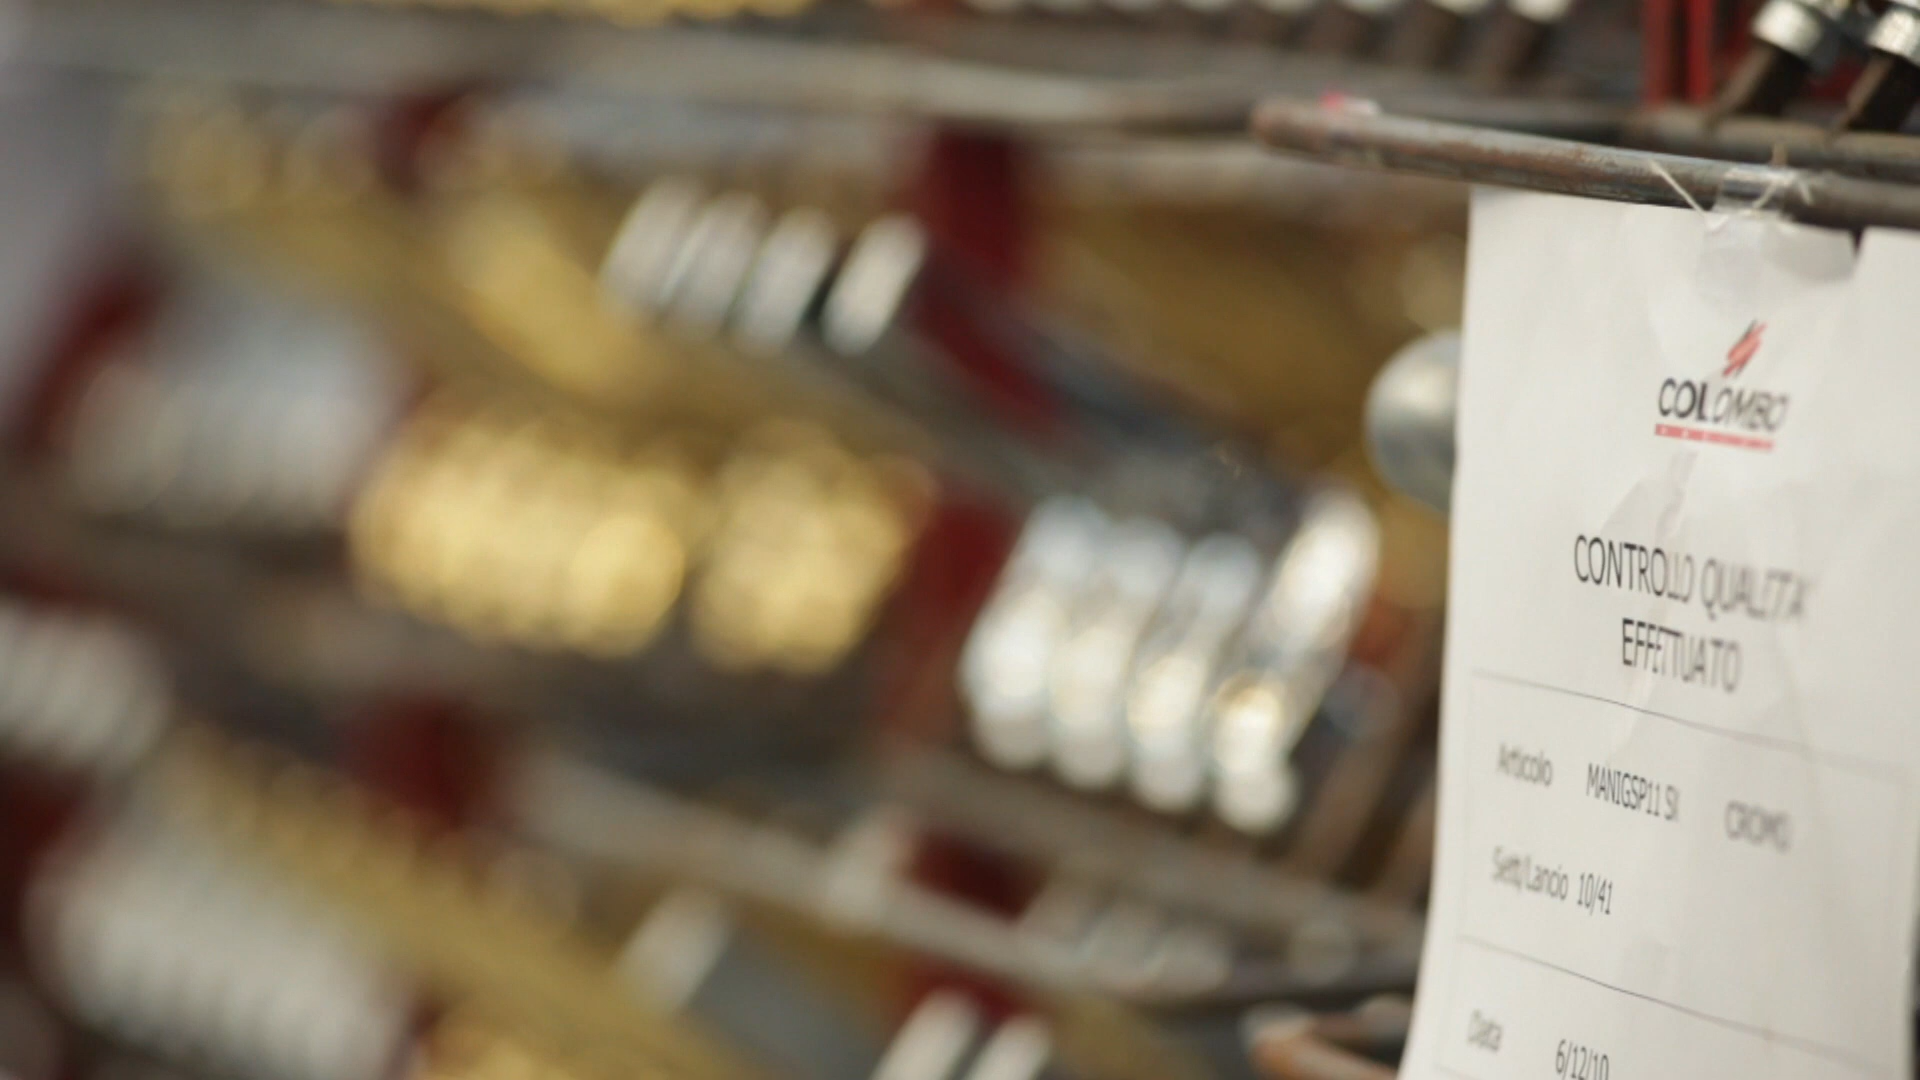 COLOMBO
CONTROLLO QUALITA'
EFFETTUATO
Articolo MANIGSP11 SI CROMO
Sett/Lancio 10/41
Data 6/12/10